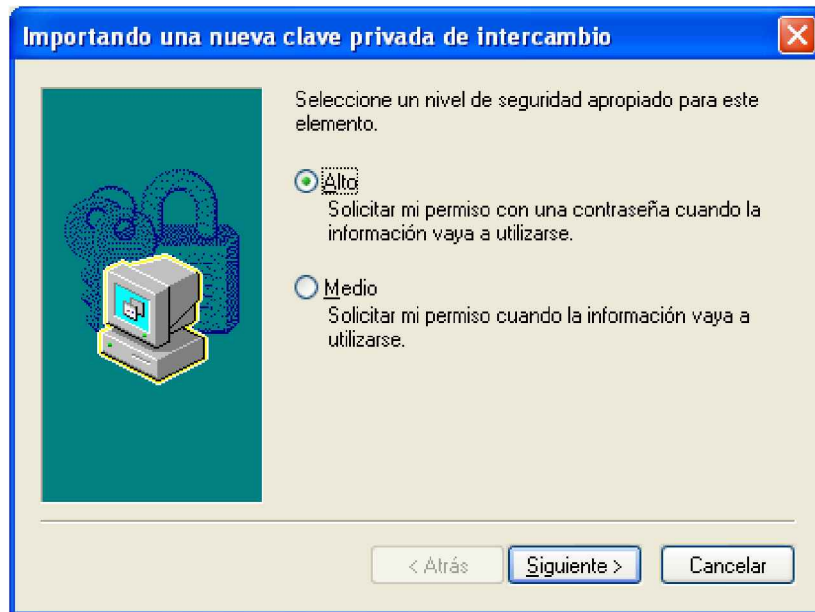 Importando una nueva clave privada de intercambio
Seleccione un nivel de seguridad apropiado para este
elemento.
Alto
Solicitar mi permiso con una contraseña cuando la
información vaya a utilizarse.
Medio
Solicitar mi permiso cuando la información vaya a
utilizarse.
< Atrás
Siguiente >
Cancelar